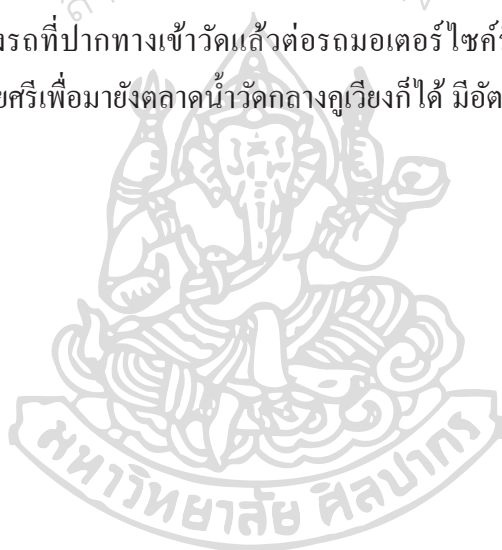 งรถที่ปากทางเข้าวัดแล้วต่อรถมอเตอร์ไซค์
ยศรีเพื่อมายังตลาดน้ำวัดกลางคูเวียงก็ได้ มีอัต
มหาวิทยาลัยศิลปากร